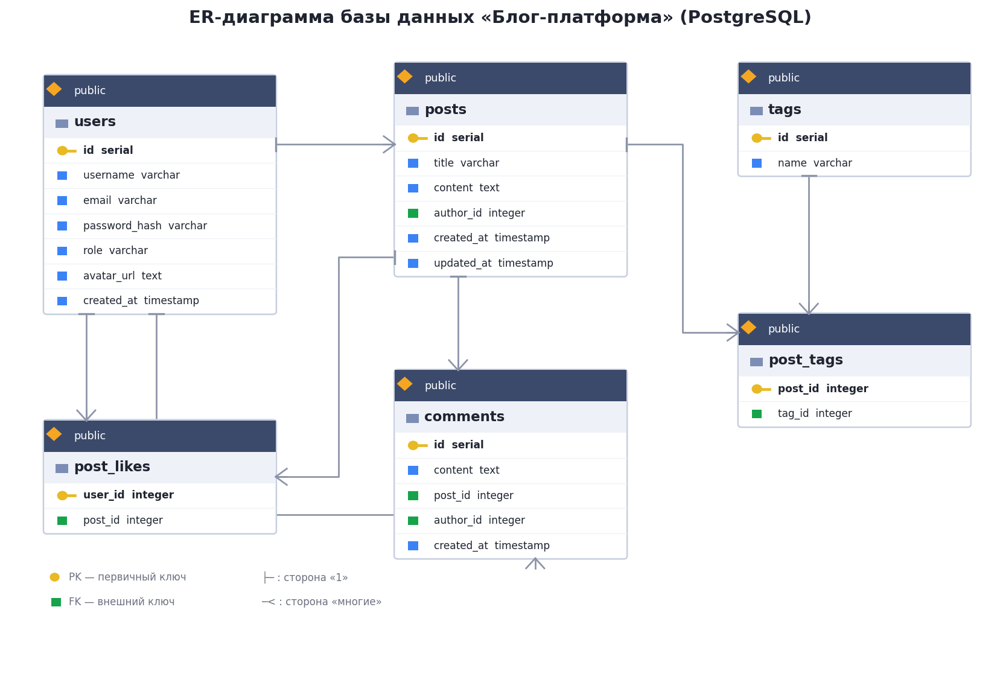 ER-диаграмма базы данных «Блог-платформа» (PostgreSQL)
public
users
id serial
username varchar
email varchar
password_hash varchar
role varchar
avatar_url text
created_at timestamp
public
posts
id serial
title varchar
content text
author_id integer
created_at timestamp
updated_at timestamp
public
tags
id serial
name varchar
public
post_likes
user_id integer
post_id integer
public
comments
id serial
content text
post_id integer
author_id integer
created_at timestamp
public
post_tags
post_id integer
tag_id integer
PK — первичный ключ
FK — внешний ключ
├─ : сторона «1»
─< : сторона «многие»